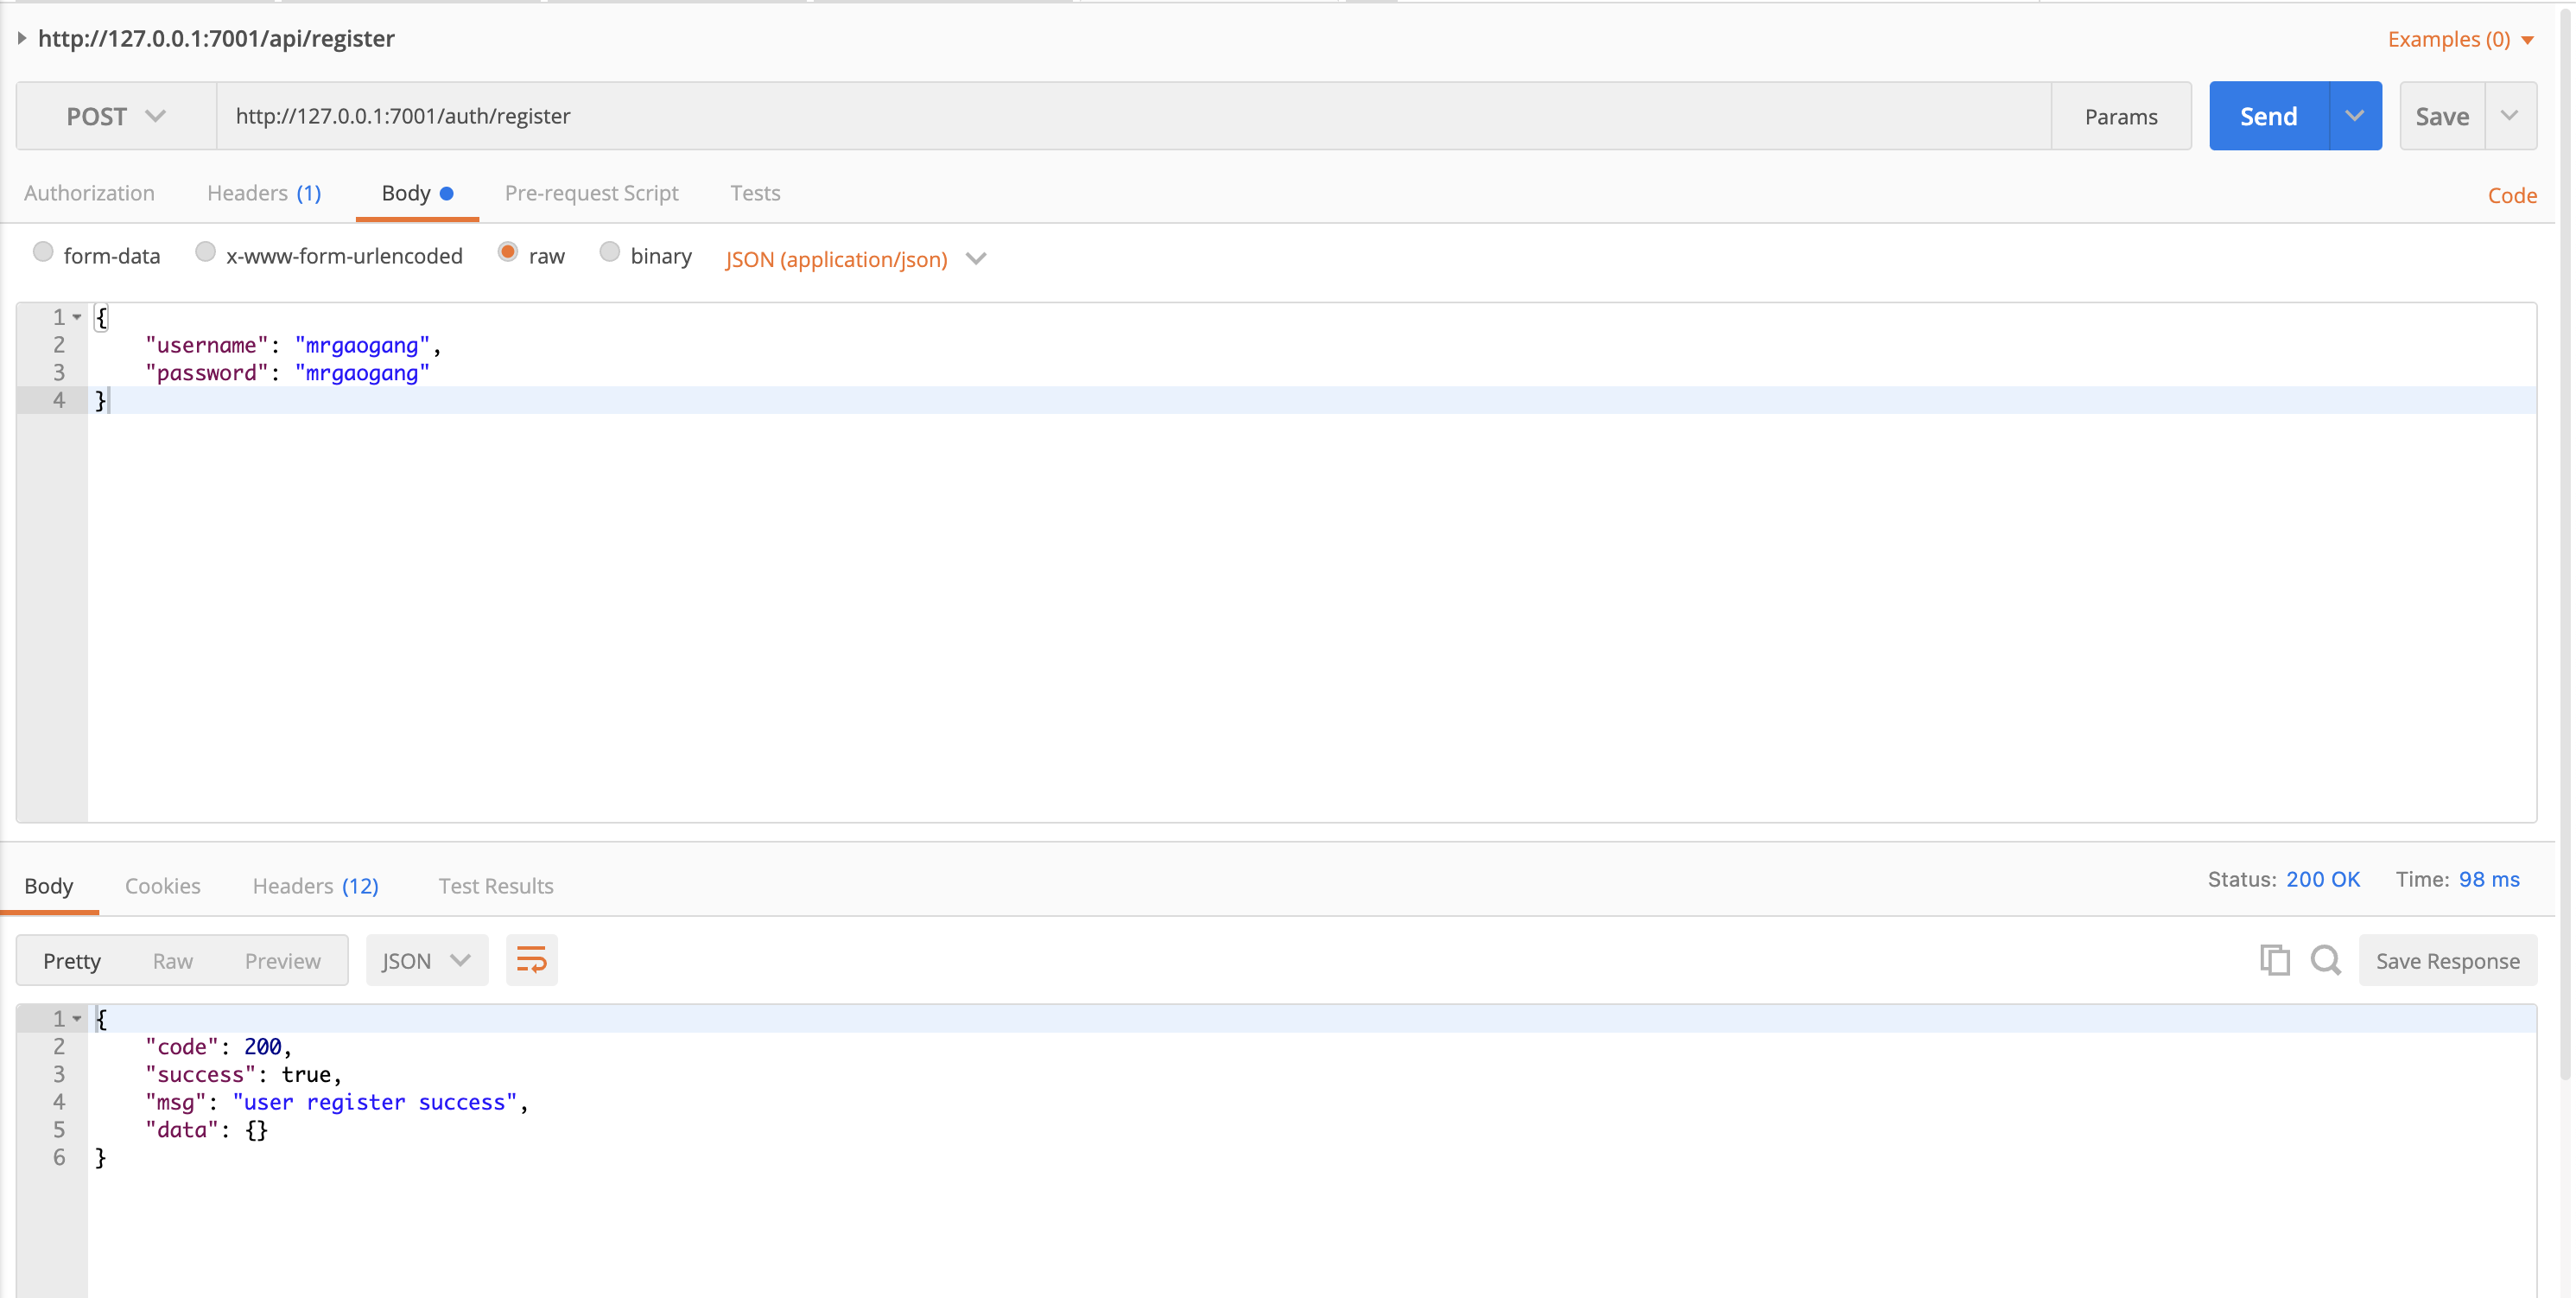 http://127.0.0.1:7001/api/register Examples (0)
POST http://127.0.0.1:7001/auth/register Params Send Save
Authorization Headers (1) Body Pre-request Script Tests Code
form-data x-www-form-urlencoded raw binary JSON (application/json)
1 {
2 "username": "mrgaogang",
3 "password": "mrgaogang"
4 }
Body Cookies Headers (12) Test Results Status: 200 OK Time: 98 ms
Pretty Raw Preview JSON Save Response
1 {
2 "code": 200,
3 "success": true,
4 "msg": "user register success",
5 "data": {}
6 }